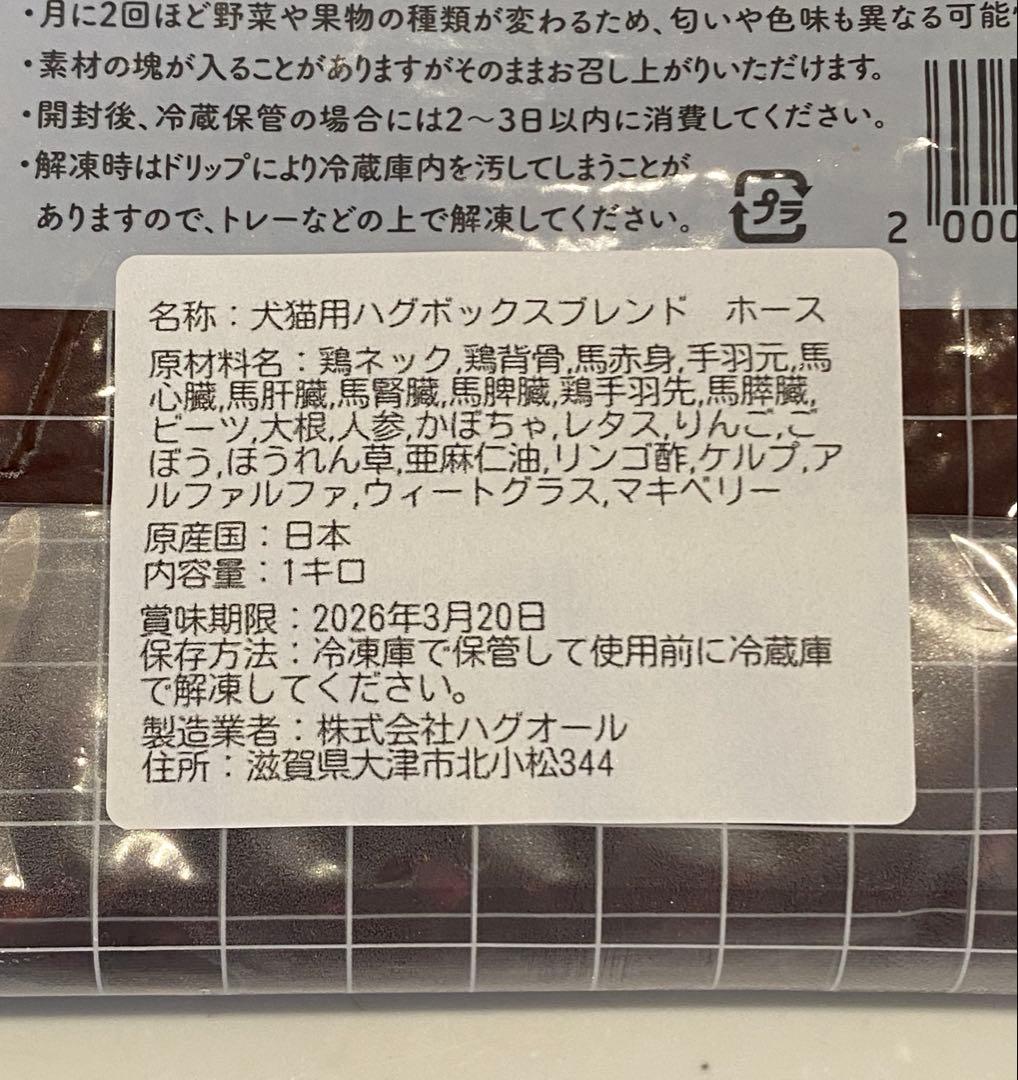 ・月に2回ほど野菜や果物の種類が変わるため、匂いや色味も異なる可能
・素材の塊が入ることがありますがそのままお召し上がりいただけます。
・開封後、冷蔵保管の場合には2〜3日以内に消費してください。
・解凍時はドリップにより冷蔵庫内を汚してしまうことが
ありますので、トレーなどの上で解凍してください。
プラ
2 000
名称：犬猫用ハグボックスブレンド　ホース
原材料名：鶏ネック,鶏背骨,馬赤身,手羽元,馬
心臓,馬肝臓,馬腎臓,馬脾臓,鶏手羽先,馬膵臓,
ビーツ,大根,人参,かぼちゃ,レタス,りんご,ご
ぼう,ほうれん草,亜麻仁油,リンゴ酢,ケルプ,ア
ルファルファ,ウィートグラス,マキベリー
原産国：日本
内容量：1キロ
賞味期限：2026年3月20日
保存方法：冷凍庫で保管して使用前に冷蔵庫
で解凍してください。
製造業者：株式会社ハグオール
住所：滋賀県大津市北小松344